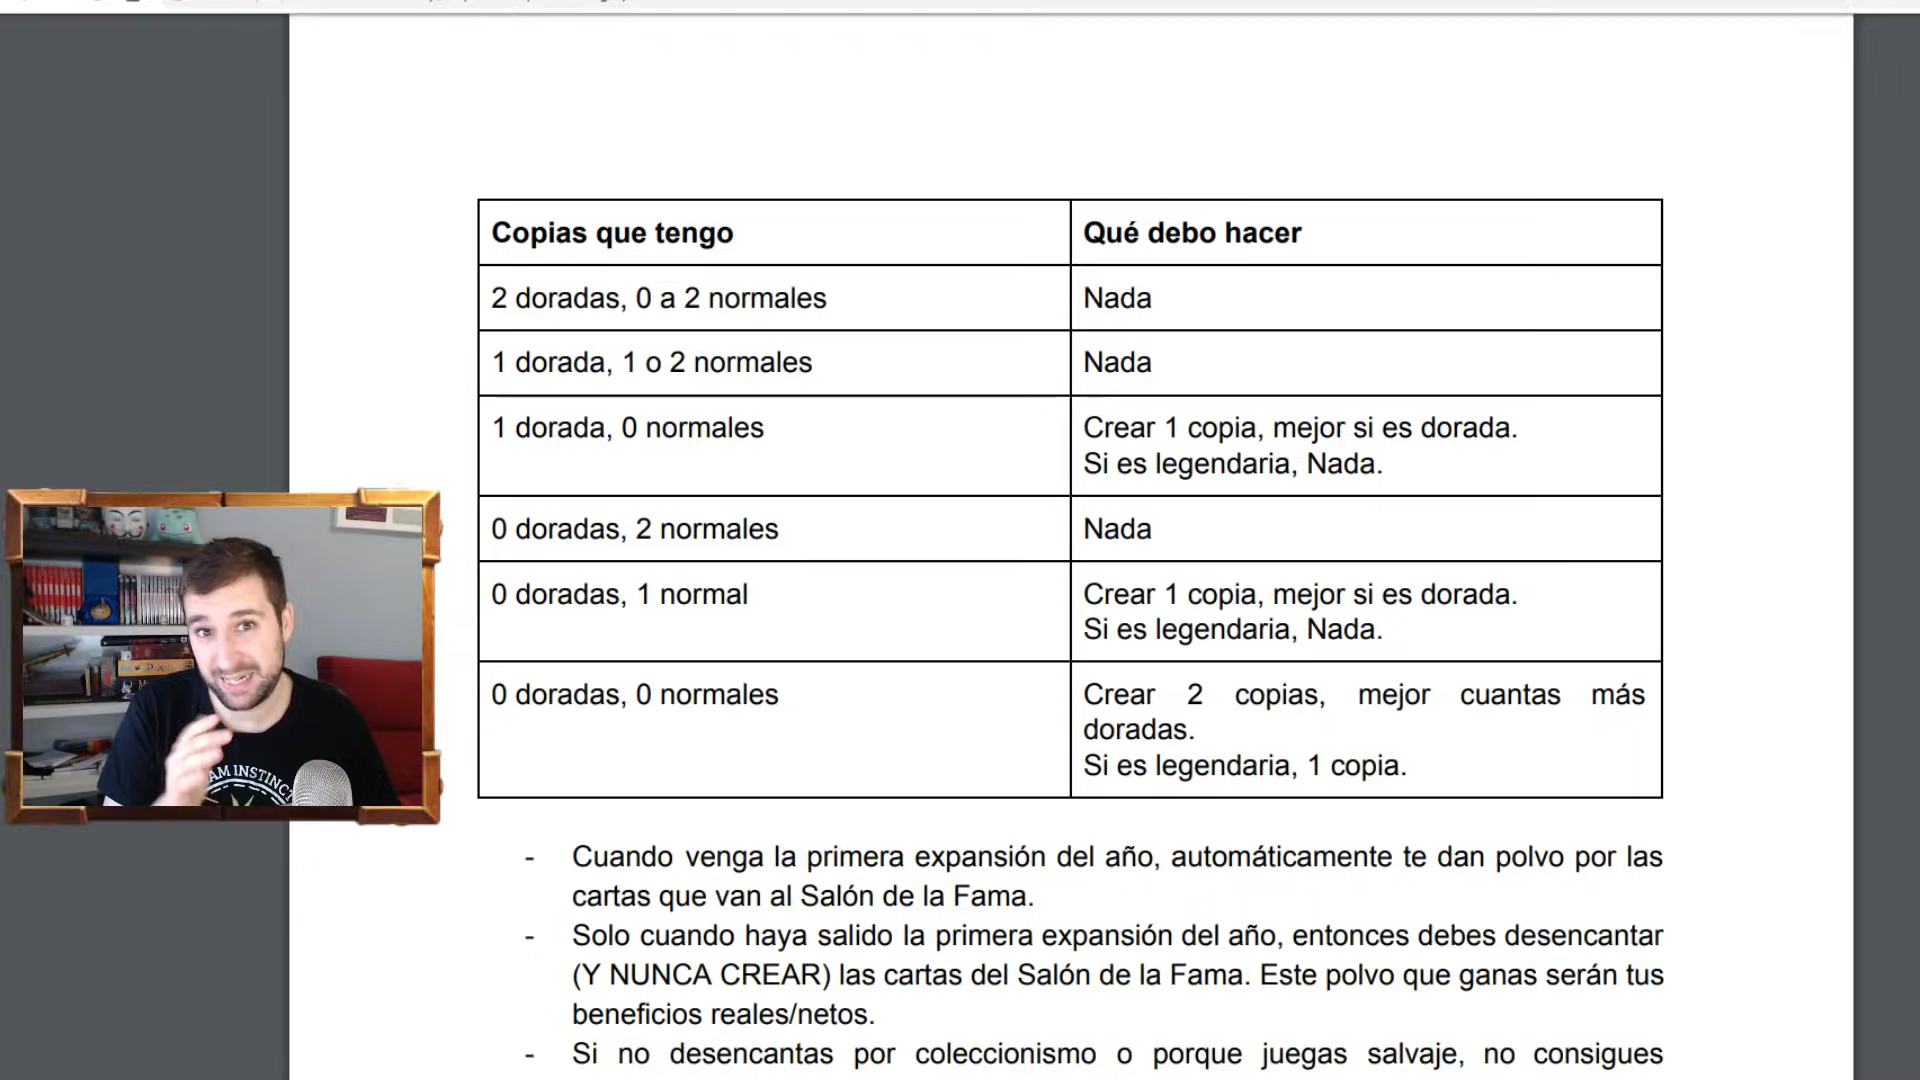 Copias que tengo
Qué debo hacer
2 doradas, 0 a 2 normales
Nada
1 dorada, 1 o 2 normales
Nada
1 dorada, 0 normales
Crear 1 copia, mejor si es dorada.
Si es legendaria, Nada.
0 doradas, 2 normales
Nada
0 doradas, 1 normal
Crear 1 copia, mejor si es dorada.
Si es legendaria, Nada.
0 doradas, 0 normales
Crear 2 copias, mejor cuantas más
doradas.
Si es legendaria, 1 copia.
- Cuando venga la primera expansión del año, automáticamente te dan polvo por las
cartas que van al Salón de la Fama.
- Solo cuando haya salido la primera expansión del año, entonces debes desencantar
(Y NUNCA CREAR) las cartas del Salón de la Fama. Este polvo que ganas serán tus
beneficios reales/netos.
- Si no desencantas por coleccionismo o porque juegas salvaje, no consigues
AM INSTINCT